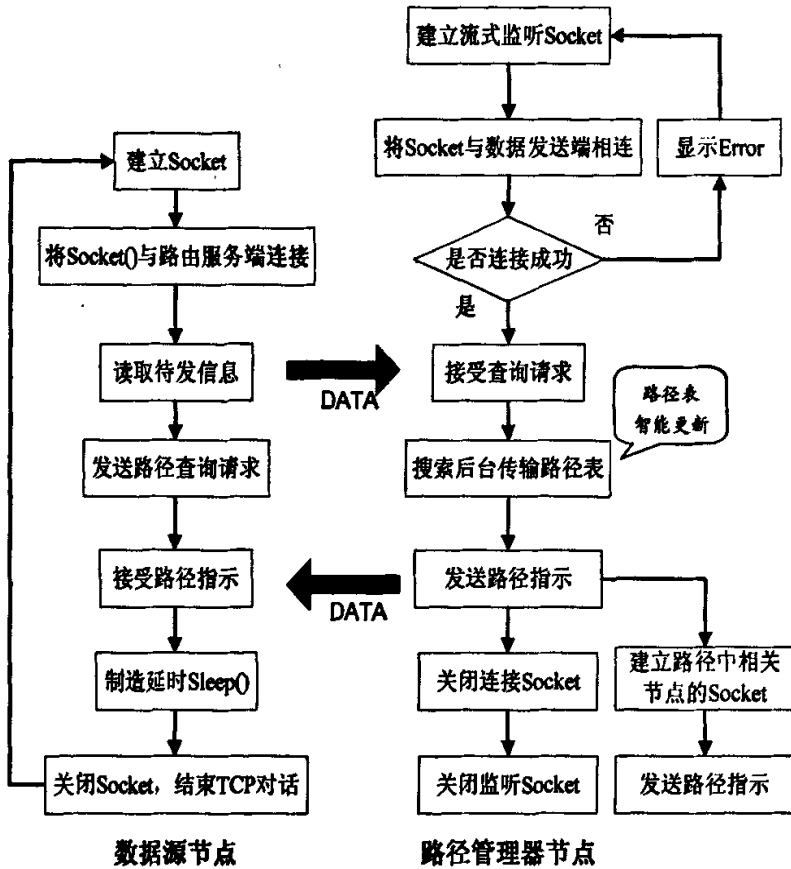 建立Socket
将Socket()与路由服务端连接
读取待发信息
发送路径查询请求
接受路径指示
制造延时Sleep()
关闭Socket，结束TCP对话
数据源节点
DATA
DATA
建立流式监听Socket
将Socket与数据发送端相连
显示Error
是否连接成功
否
是
接受查询请求
路径表
智能更新
搜索后台传输路径表
发送路径指示
关闭连接Socket
关闭监听Socket
建立路径中相关
节点的Socket
发送路径指示
路径管理器节点